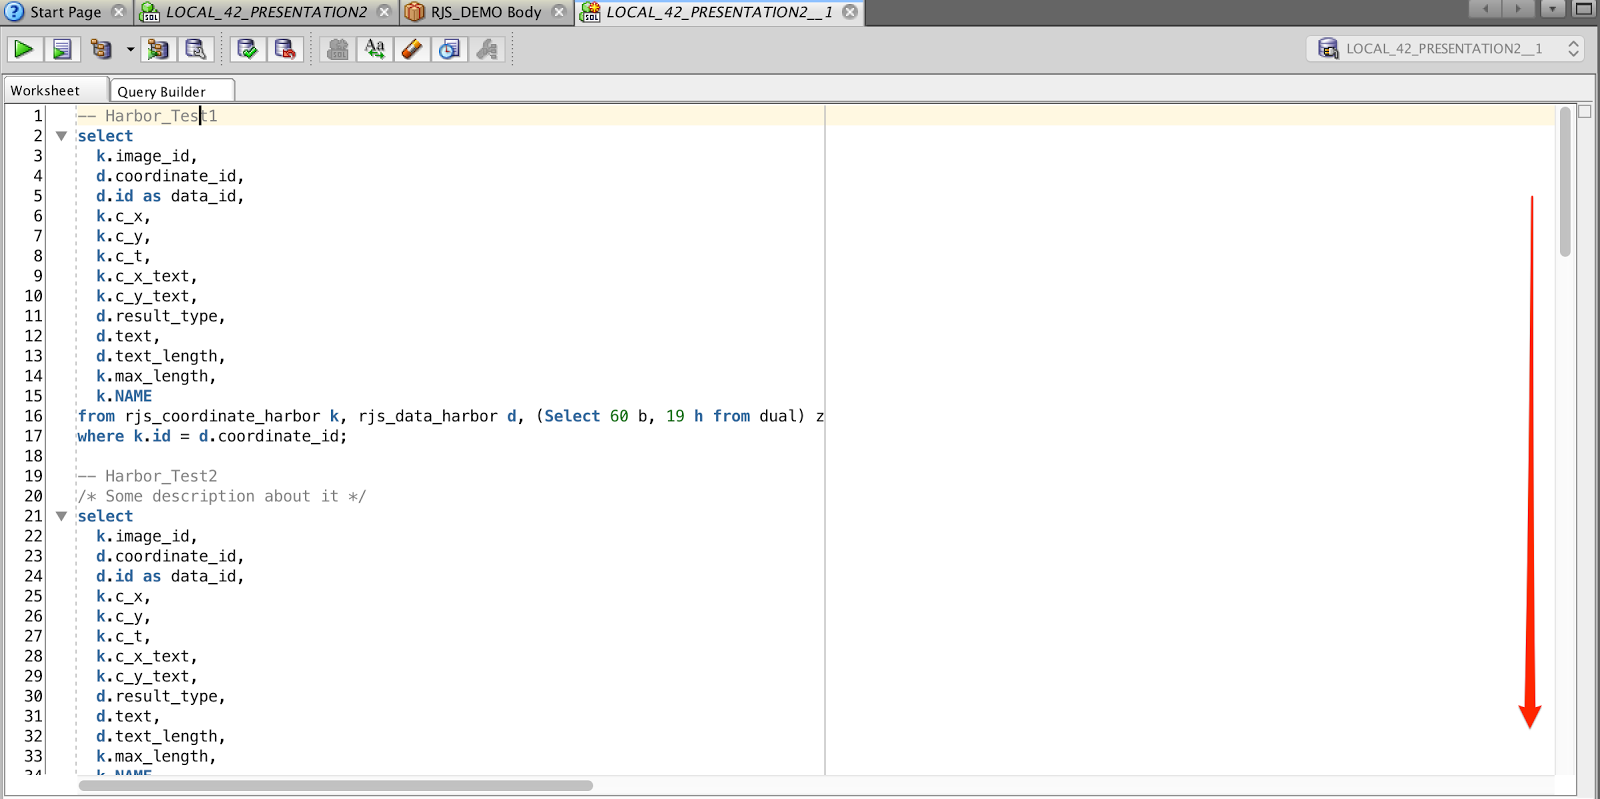 Start Page
LOCAL_42_PRESENTATION2
RJS_DEMO Body
LOCAL_42_PRESENTATION2__1
LOCAL_42_PRESENTATION2__1
Worksheet
Query Builder
1 -- Harbor_Test1
2 select
3 k.image_id,
4 d.coordinate_id,
5 d.id as data_id,
6 k.c_x,
7 k.c_y,
8 k.c_t,
9 k.c_x_text,
10 k.c_y_text,
11 d.result_type,
12 d.text,
13 d.text_length,
14 k.max_length,
15 k.NAME
16 from rjs_coordinate_harbor k, rjs_data_harbor d, (Select 60 b, 19 h from dual) z
17 where k.id = d.coordinate_id;
18
19 -- Harbor_Test2
20 /* Some description about it */
21 select
22 k.image_id,
23 d.coordinate_id,
24 d.id as data_id,
25 k.c_x,
26 k.c_y,
27 k.c_t,
28 k.c_x_text,
29 k.c_y_text,
30 d.result_type,
31 d.text,
32 d.text_length,
33 k.max_length,
34 k.NAME